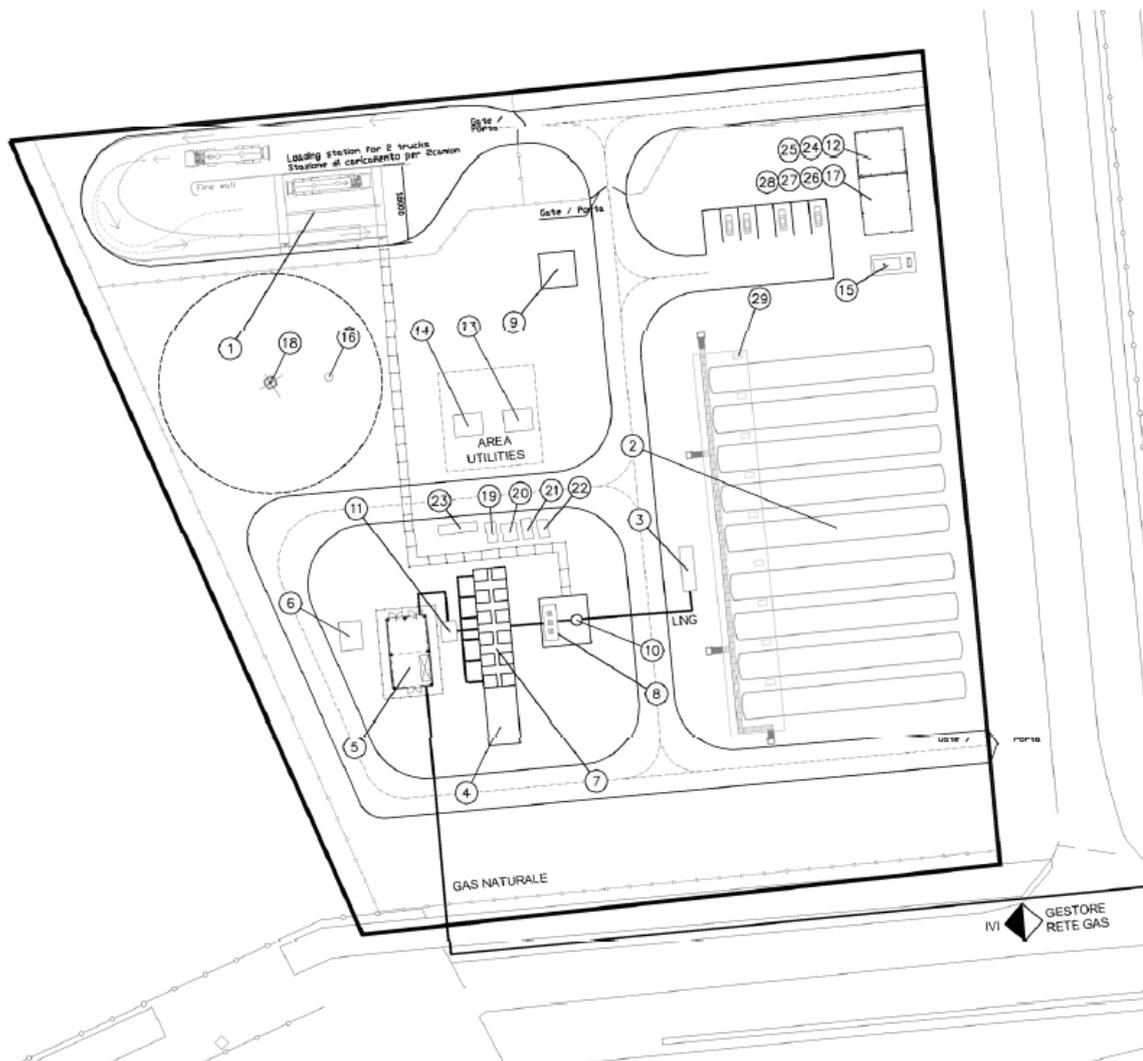 Gate /
Porta
Loading station for 2 trucks
Stazione di caricamento per 2camion
Fire wall
18000
Gate / Porta
25 24 12
28 27 26 17
15
29
9
14
13
1
18
16
AREA
UTILITIES
2
11
23
19
20
21
22
3
6
LNG
10
8
5
4
7
Gate / Porta
GAS NATURALE
IVI
GESTORE
RETE GAS